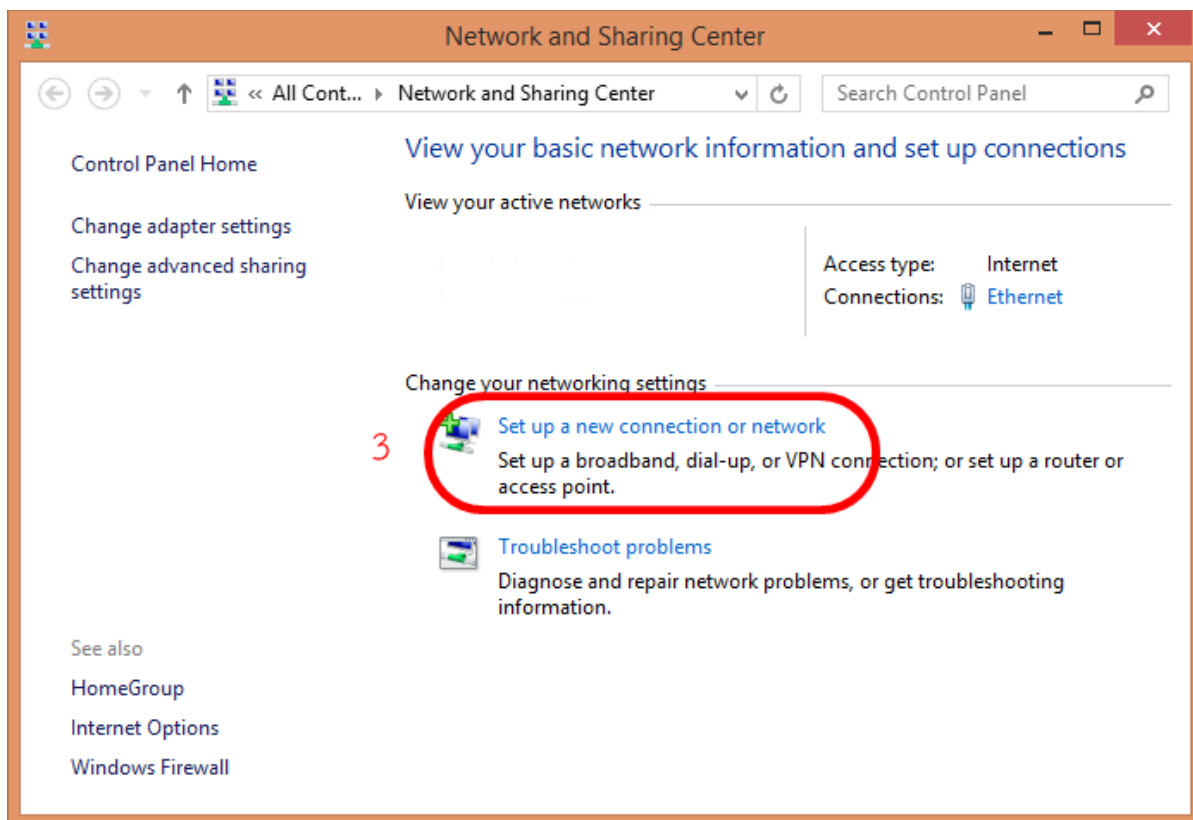 Network and Sharing Center
« All Cont... ▸ Network and Sharing Center
Search Control Panel
Control Panel Home
Change adapter settings
Change advanced sharing
settings
View your basic network information and set up connections
View your active networks
Access type: Internet
Connections: Ethernet
Change your networking settings
3
Set up a new connection or network
Set up a broadband, dial-up, or VPN connection; or set up a router or
access point.
Troubleshoot problems
Diagnose and repair network problems, or get troubleshooting
information.
See also
HomeGroup
Internet Options
Windows Firewall